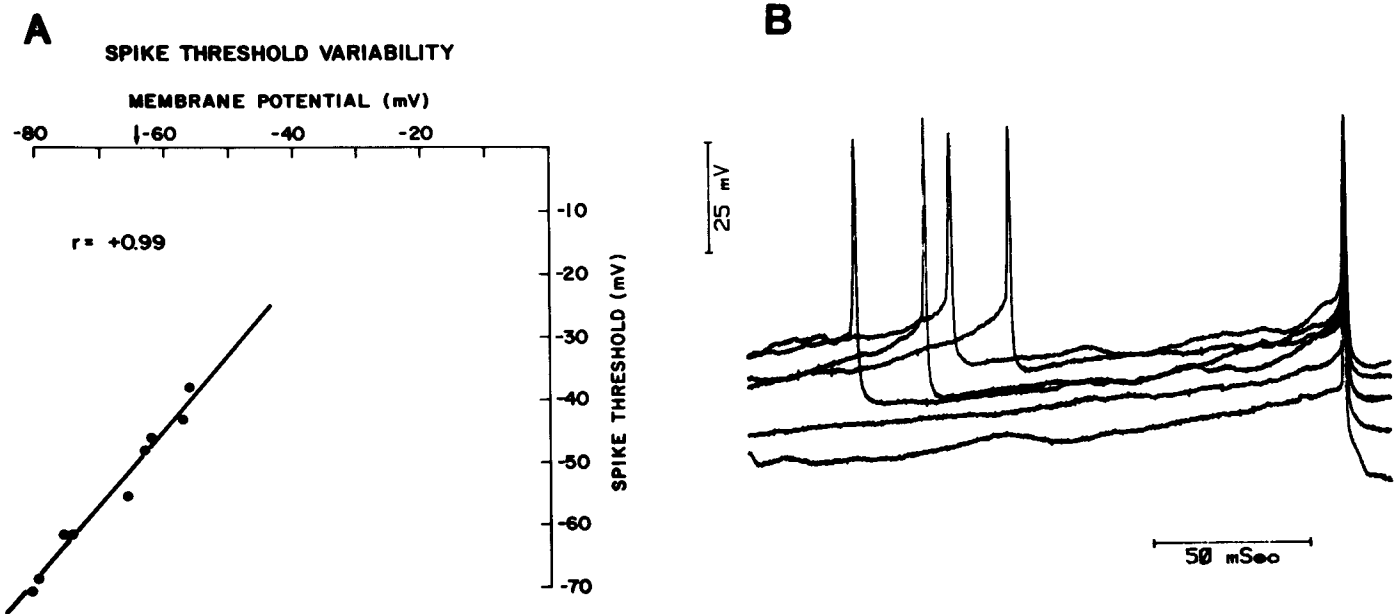 A
SPIKE THRESHOLD VARIABILITY
MEMBRANE POTENTIAL (mV)
-80 ↓-60 -40 -20
-10
r= +0.99
-20
-30
-40
-50
-60
-70
SPIKE THRESHOLD (mV)
B
25 mV
50 mSec